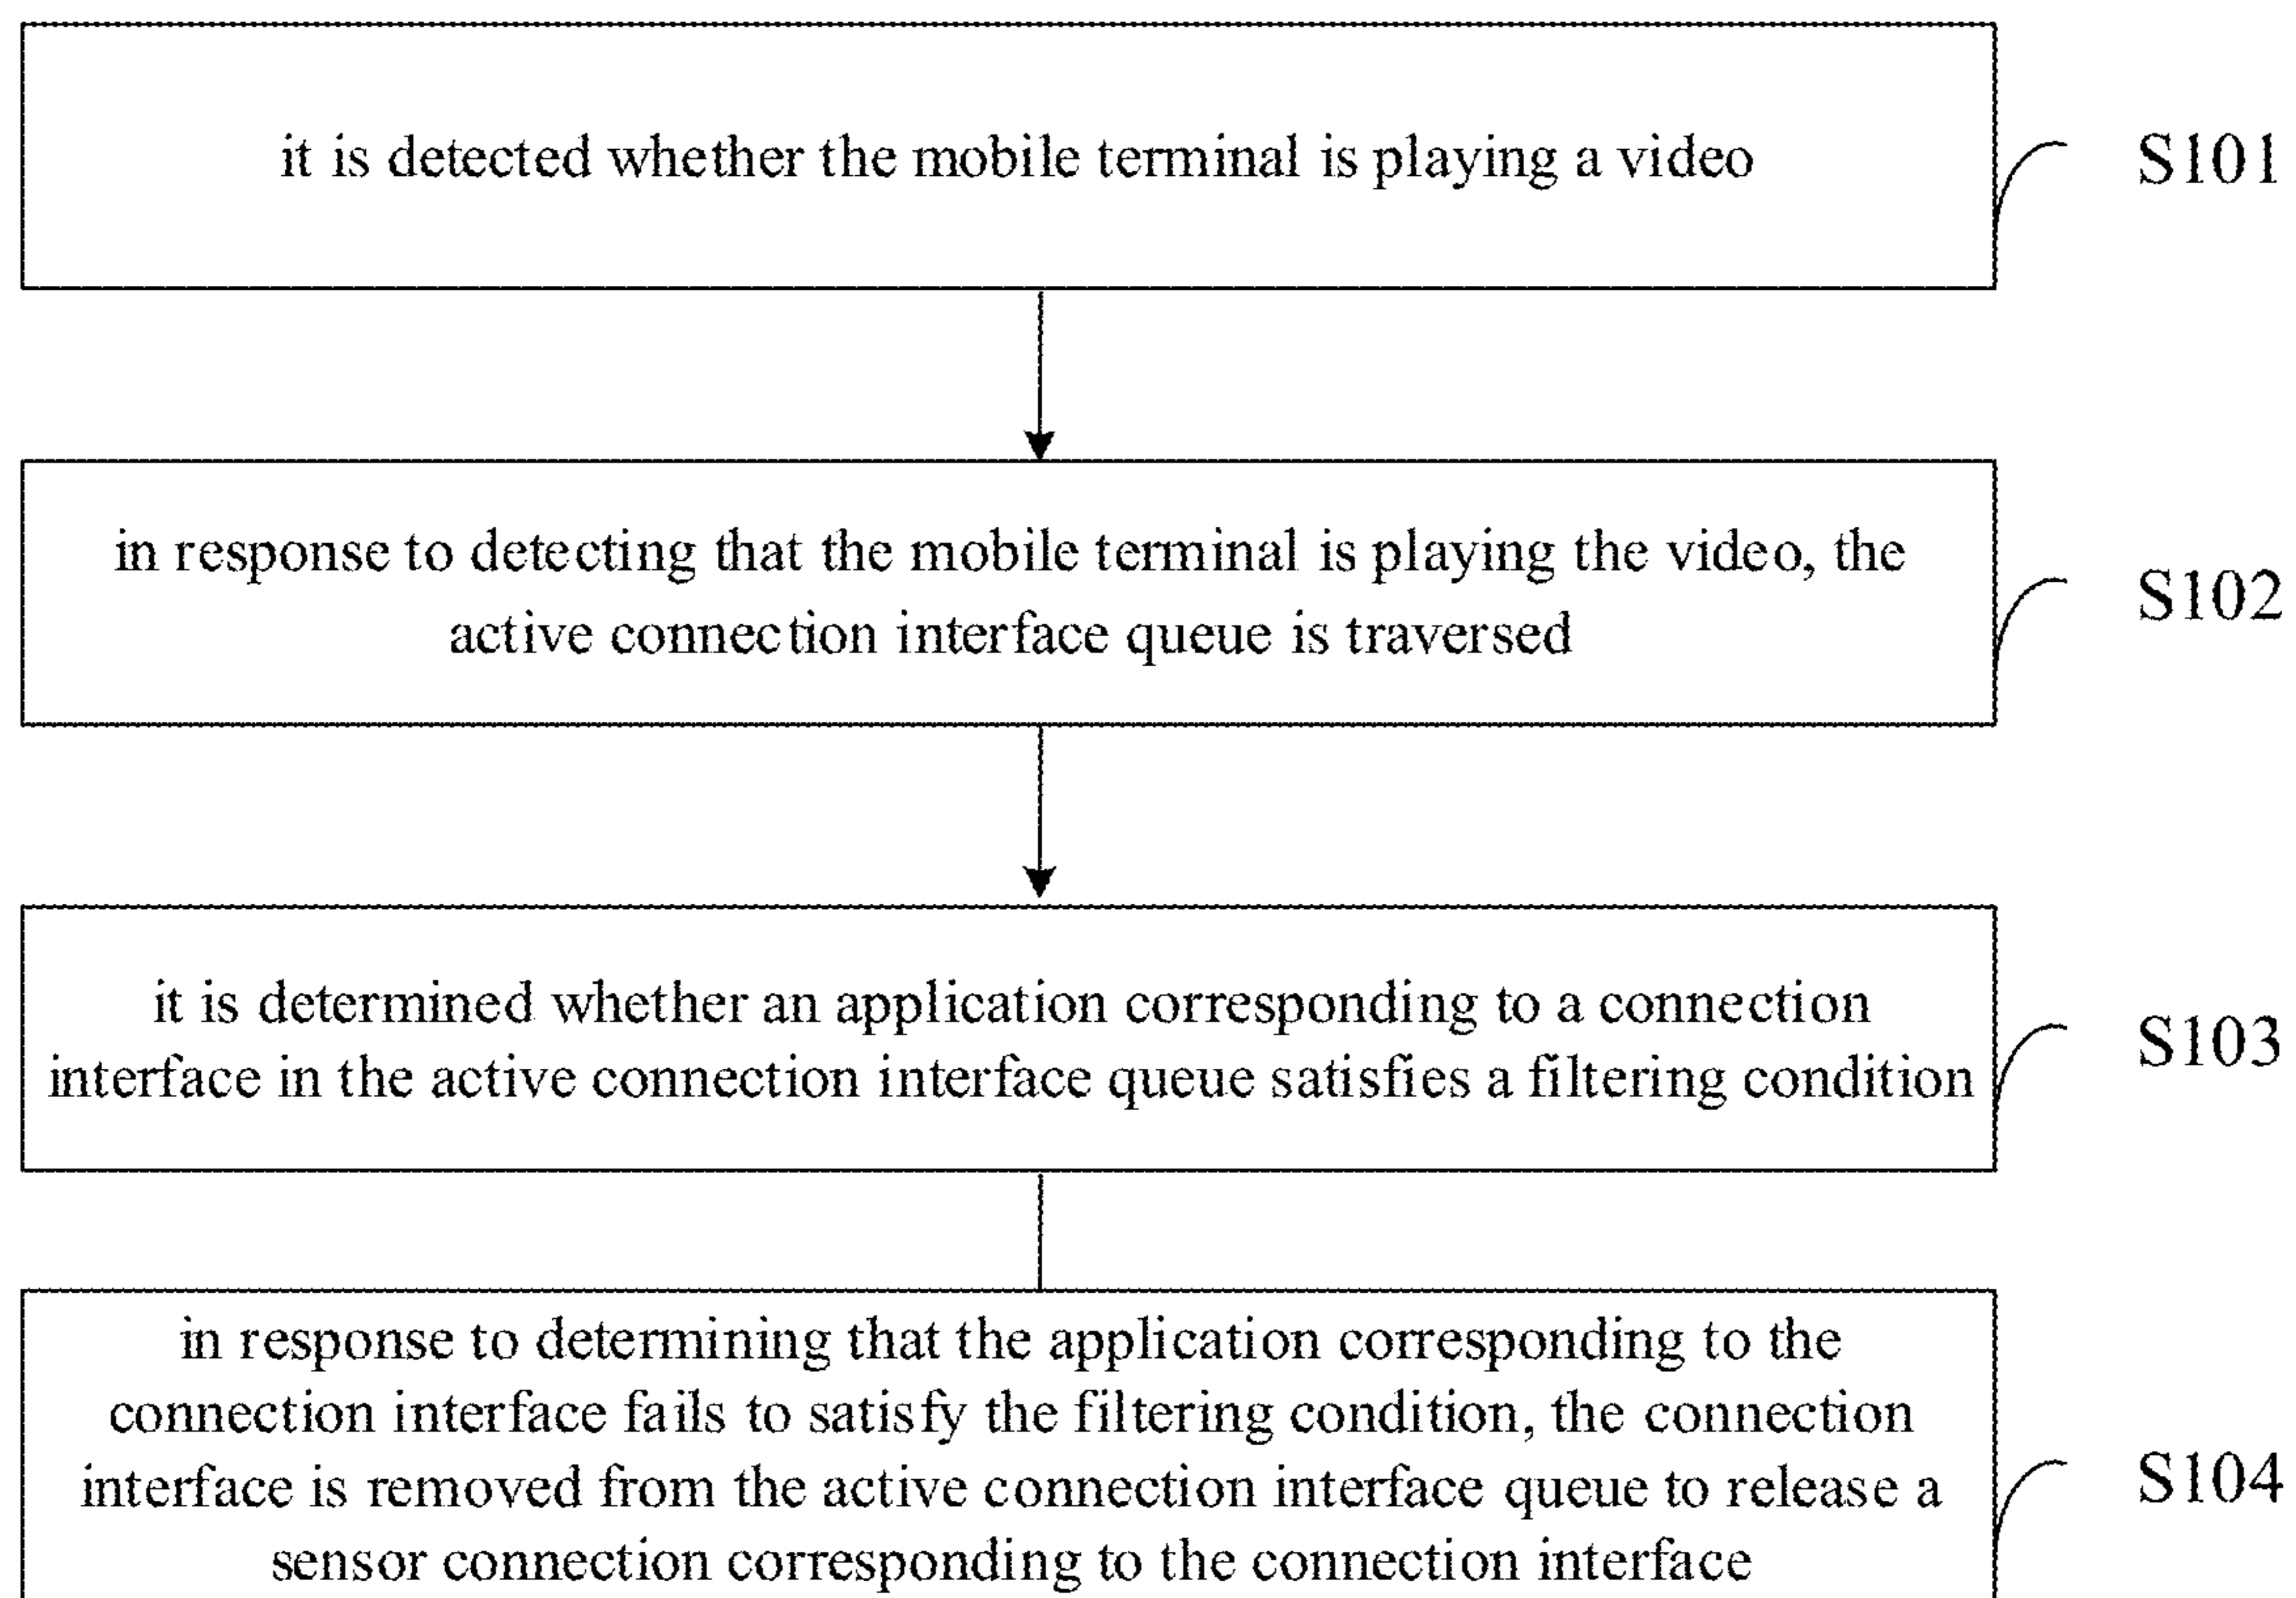 it is detected whether the mobile terminal is playing a video
S101
in response to detecting that the mobile terminal is playing the video, the
active connection interface queue is traversed
S102
it is determined whether an application corresponding to a connection
interface in the active connection interface queue satisfies a filtering condition
S103
in response to determining that the application corresponding to the
connection interface fails to satisfy the filtering condition, the connection
interface is removed from the active connection interface queue to release a
sensor connection corresponding to the connection interface
S104